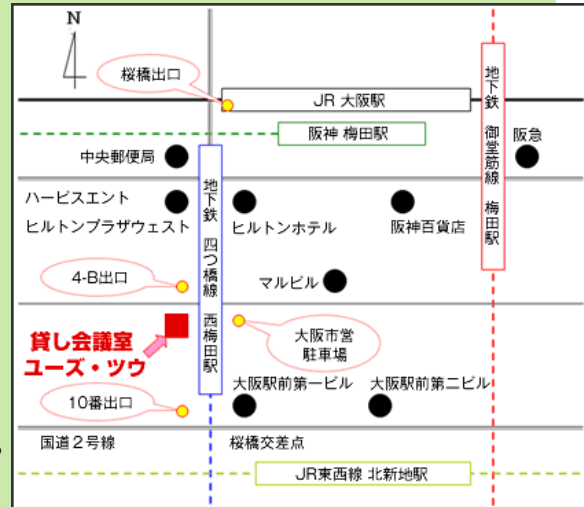 N
桜橋出口
JR 大阪駅
阪神 梅田駅
地下鉄 御堂筋線 梅田駅
阪急
中央郵便局
地下鉄 四つ橋線 西梅田駅
ハービスエント
ヒルトンプラザウェスト
ヒルトンホテル
阪神百貨店
4-B出口
マルビル
貸し会議室
ユーズ・ツウ
大阪市営
駐車場
10番出口
大阪駅前第一ビル
大阪駅前第二ビル
国道2号線
桜橋交差点
JR東西線 北新地駅